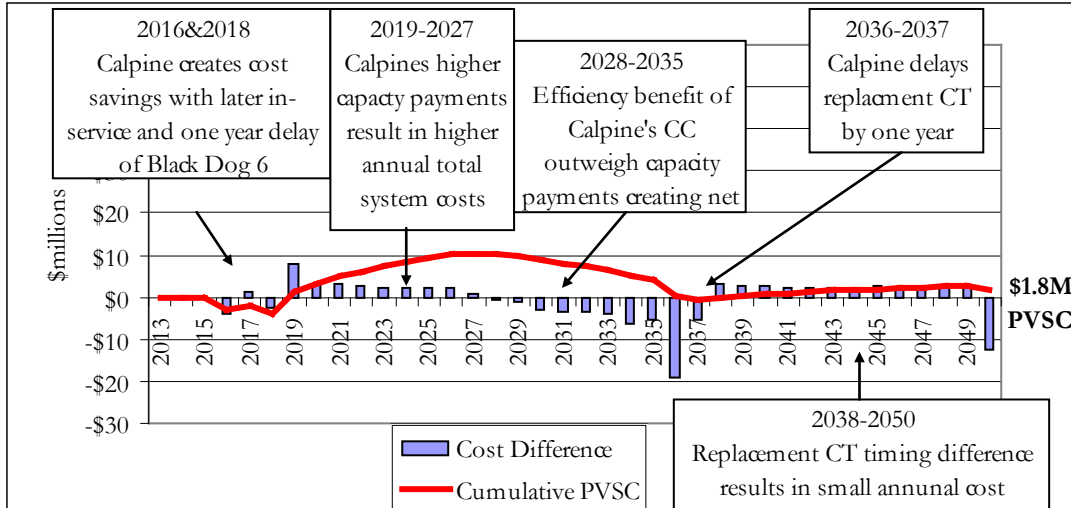 2016&2018
Calpine creates cost
savings with later in-
service and one year delay
of Black Dog 6
2019-2027
Calpines higher
capacity payments
result in higher
annual total
system costs
2028-2035
Efficiency benefit of
Calpine's CC
outweigh capacity
payments creating net
2036-2037
Calpine delays
replacment CT
by one year
$millions
$20
$10
$0
-$10
-$20
-$30
2013
2015
2017
2019
2021
2023
2025
2027
2029
2031
2033
2035
2037
2039
2041
2043
2045
2047
2049
$1.8M
PVSC
Cost Difference
Cumulative PVSC
2038-2050
Replacement CT timing difference
results in small annunal cost